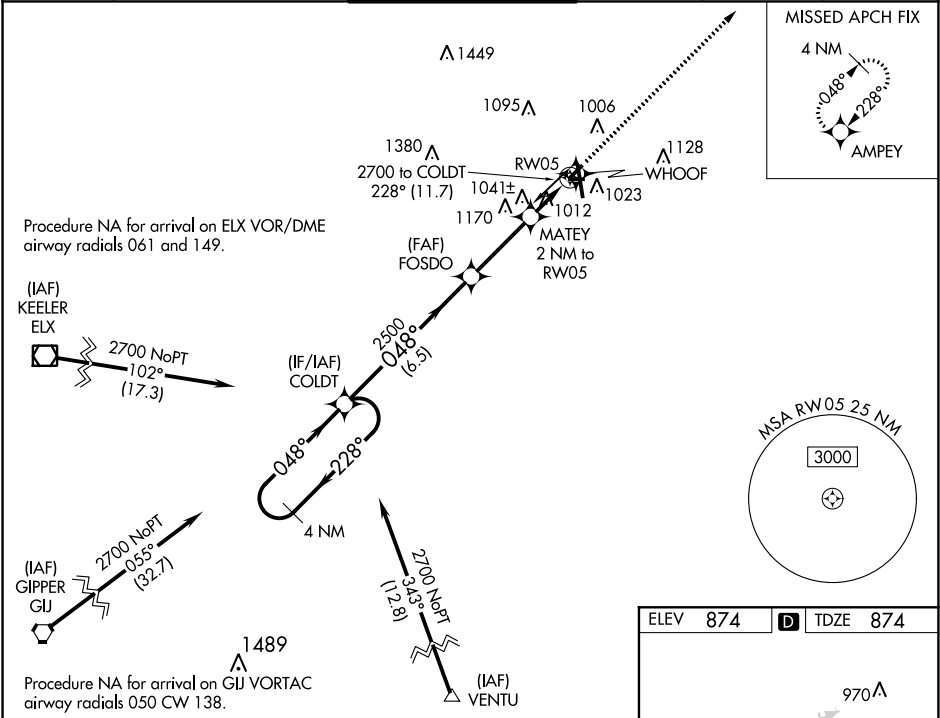 MISSED APCH FIX
4 NM
048°
228°
AMPEY
1449
1095
1006
1380
2700 to COLDT
228° (11.7)
RW05
1128
WHOOF
1041±
1023
1170
1012
MATEY
2 NM to
RW05
(FAF)
FOSDO
Procedure NA for arrival on ELX VOR/DME
airway radials 061 and 149.
(IAF)
KEELER
ELX
2700 NoPT
102°
(17.3)
2500
048°
(6.5)
(IF/IAF)
COLDT
048°
228°
4 NM
MSA RW05 25 NM
3000
2700 NoPT
055°
(32.7)
(IAF)
GIPPER
GIJ
2700 NoPT
343°
(12.8)
(IAF)
VENTU
1489
Procedure NA for arrival on GIJ VORTAC
airway radials 050 CW 138.
ELEV 874 D TDZE 874
970